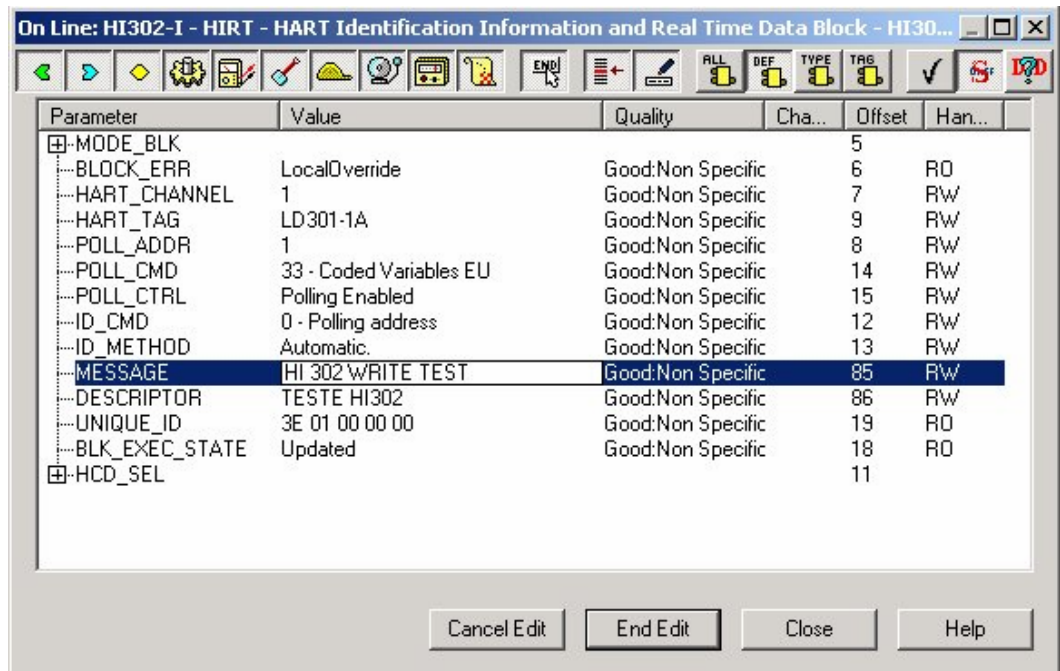 On Line: HI302-I - HIRT - HART Identification Information and Real Time Data Block - HI30...
END ALL DEF TYPE TAG
Parameter Value Quality Cha... Offset Han...
MODE_BLK 5
BLOCK_ERR LocalOverride Good:Non Specific 6 RO
HART_CHANNEL 1 Good:Non Specific 7 RW
HART_TAG LD301-1A Good:Non Specific 9 RW
POLL_ADDR 1 Good:Non Specific 8 RW
POLL_CMD 33 - Coded Variables EU Good:Non Specific 14 RW
POLL_CTRL Polling Enabled Good:Non Specific 15 RW
ID_CMD 0 - Polling address Good:Non Specific 12 RW
ID_METHOD Automatic. Good:Non Specific 13 RW
MESSAGE HI 302 WRITE TEST Good:Non Specific 85 RW
DESCRIPTOR TESTE HI302 Good:Non Specific 86 RW
UNIQUE_ID 3E 01 00 00 00 Good:Non Specific 19 RO
BLK_EXEC_STATE Updated Good:Non Specific 18 RO
HCD_SEL 11
Cancel Edit End Edit Close Help